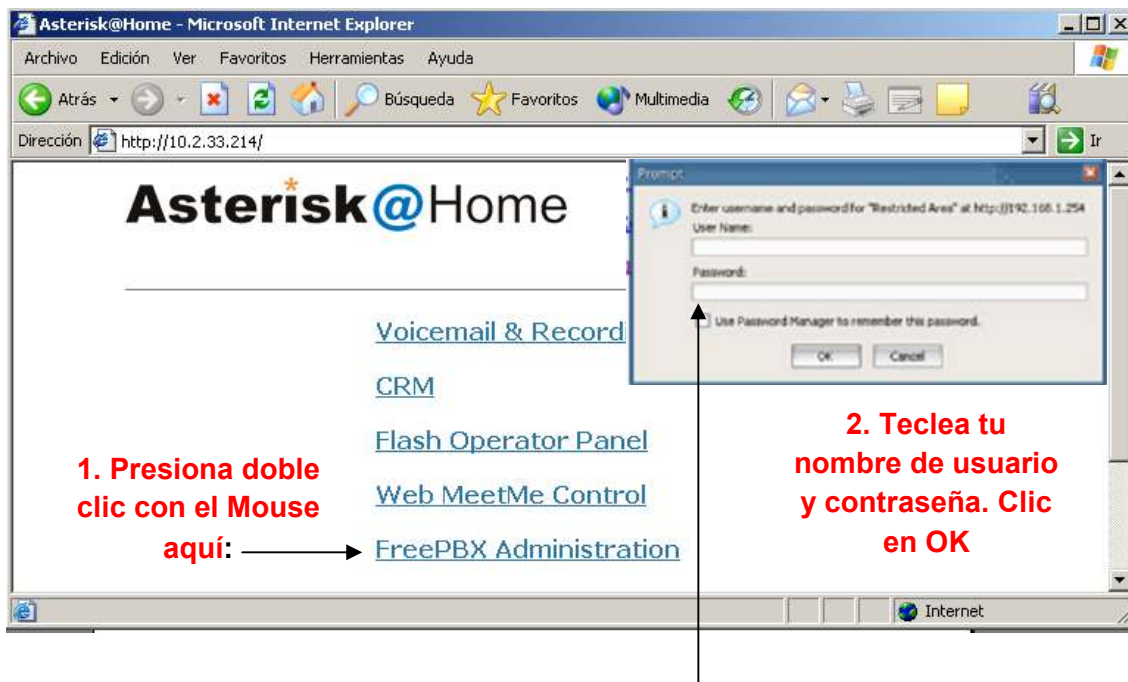 Asterisk@Home - Microsoft Internet Explorer
Archivo Edición Ver Favoritos Herramientas Ayuda
Atrás Búsqueda Favoritos Multimedia
Dirección http://10.2.33.214/ Ir
Asterisk@Home
Prompt
Enter username and password for "Restricted Area" at http://192.168.1.254
User Name:
Password:
Use Password Manager to remember this password.
OK Cancel
Voicemail & Recordi
CRM
Flash Operator Panel
Web MeetMe Control
FreePBX Administration
1. Presiona doble
clic con el Mouse
aquí:
2. Teclea tu
nombre de usuario
y contraseña. Clic
en OK
Internet